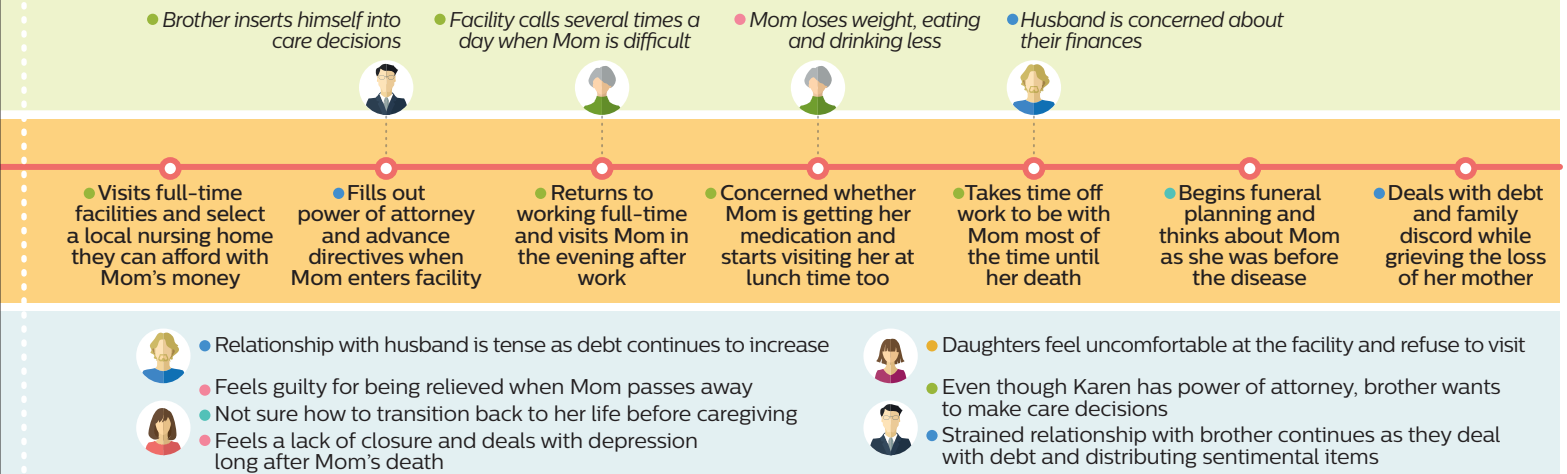 Brother inserts himself into
care decisions
Facility calls several times a
day when Mom is difficult
Mom loses weight, eating
and drinking less
Husband is concerned about
their finances
Visits full-time
facilities and select
a local nursing home
they can afford with
Mom’s money
Fills out
power of attorney
and advance
directives when
Mom enters facility
Returns to
working full-time
and visits Mom in
the evening after
work
Concerned whether
Mom is getting her
medication and
starts visiting her at
lunch time too
Takes time off
work to be with
Mom most of
the time until
her death
Begins funeral
planning and
thinks about Mom
as she was before
the disease
Deals with debt
and family
discord while
grieving the loss
of her mother
Relationship with husband is tense as debt continues to increase
Feels guilty for being relieved when Mom passes away
Not sure how to transition back to her life before caregiving
Feels a lack of closure and deals with depression
long after Mom’s death
Daughters feel uncomfortable at the facility and refuse to visit
Even though Karen has power of attorney, brother wants
to make care decisions
Strained relationship with brother continues as they deal
with debt and distributing sentimental items